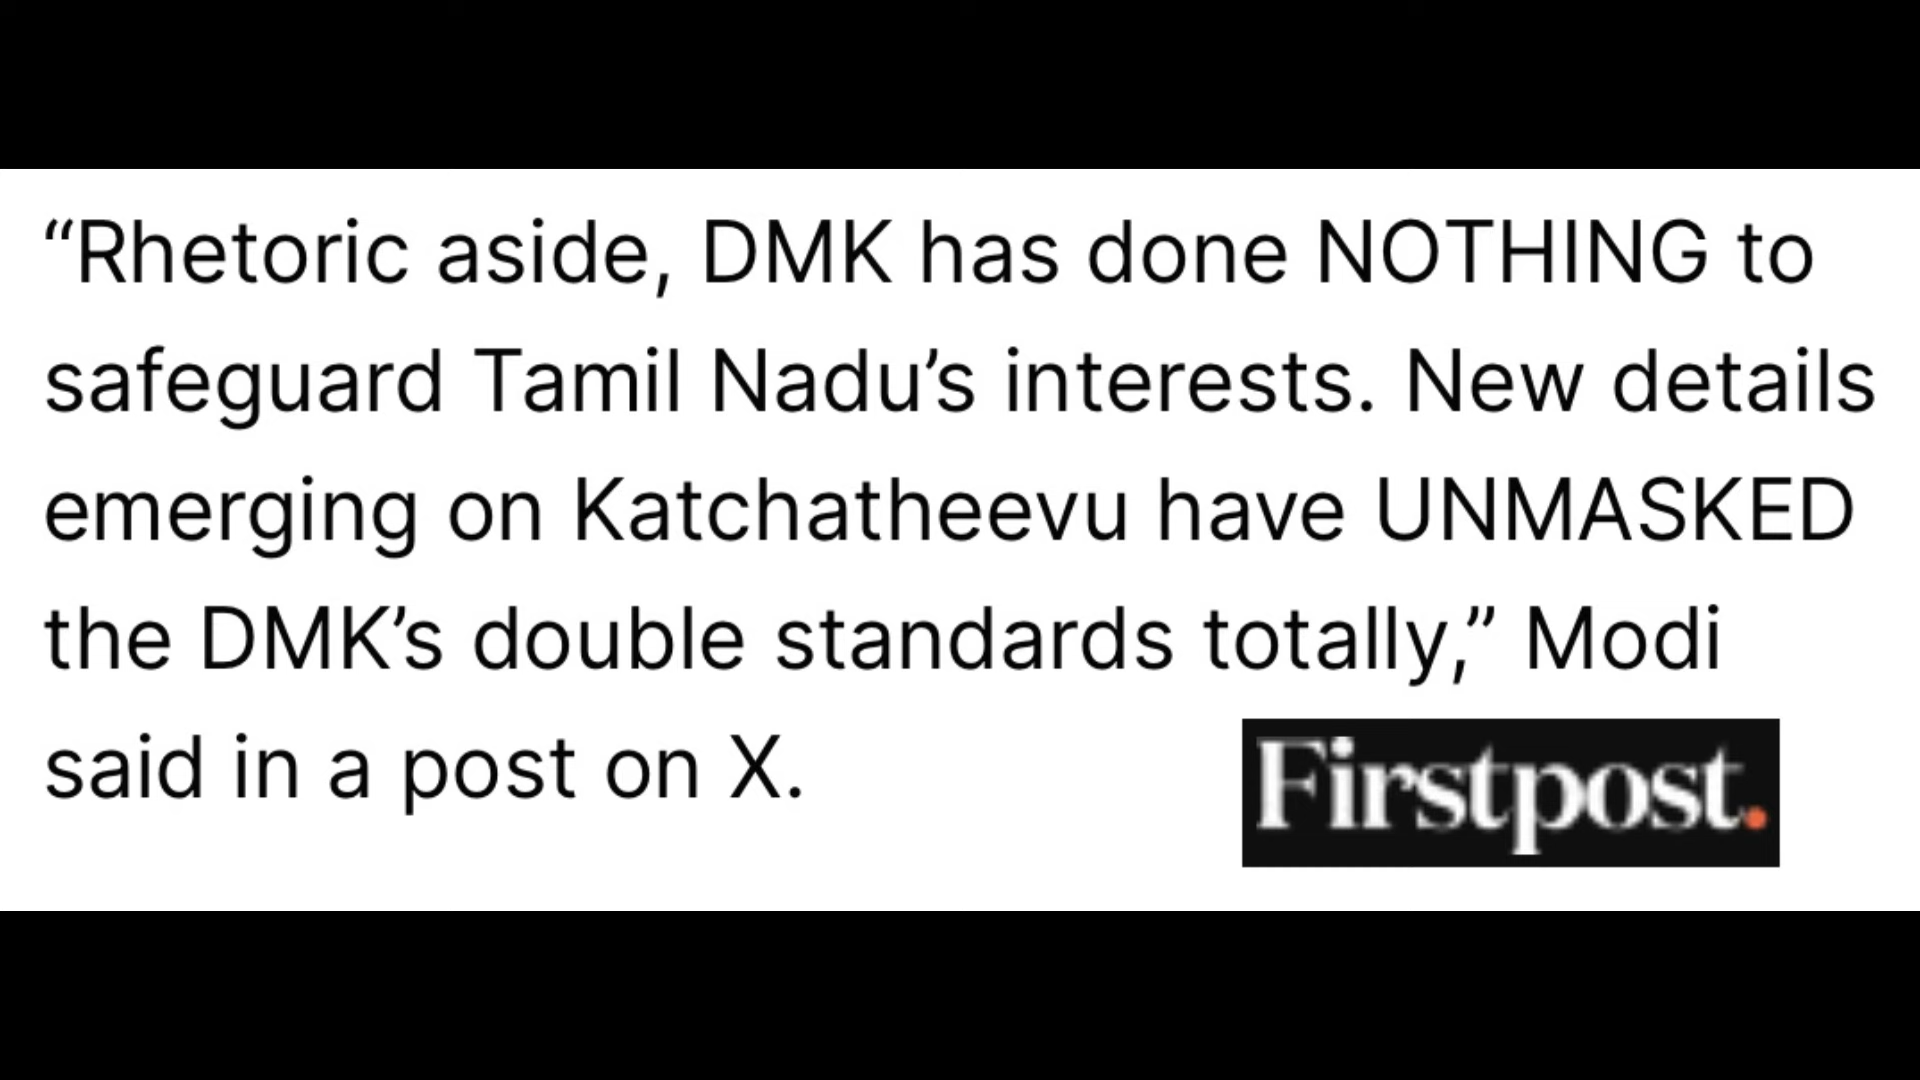 “Rhetoric aside, DMK has done NOTHING to
safeguard Tamil Nadu’s interests. New details
emerging on Katchatheevu have UNMASKED
the DMK’s double standards totally,” Modi
said in a post on X.
Firstpost.